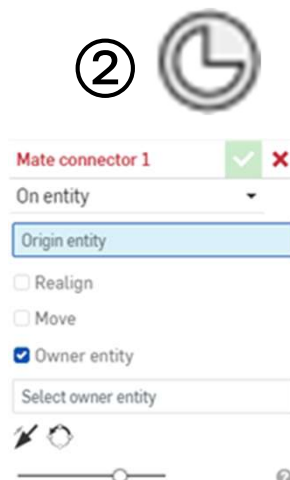 ②
Mate connector 1
On entity
Origin entity
Realign
Move
Owner entity
Select owner entity